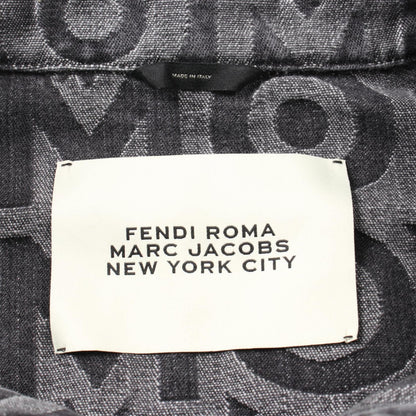 MADE IN ITALY
FENDI ROMA
MARC JACOBS
NEW YORK CITY